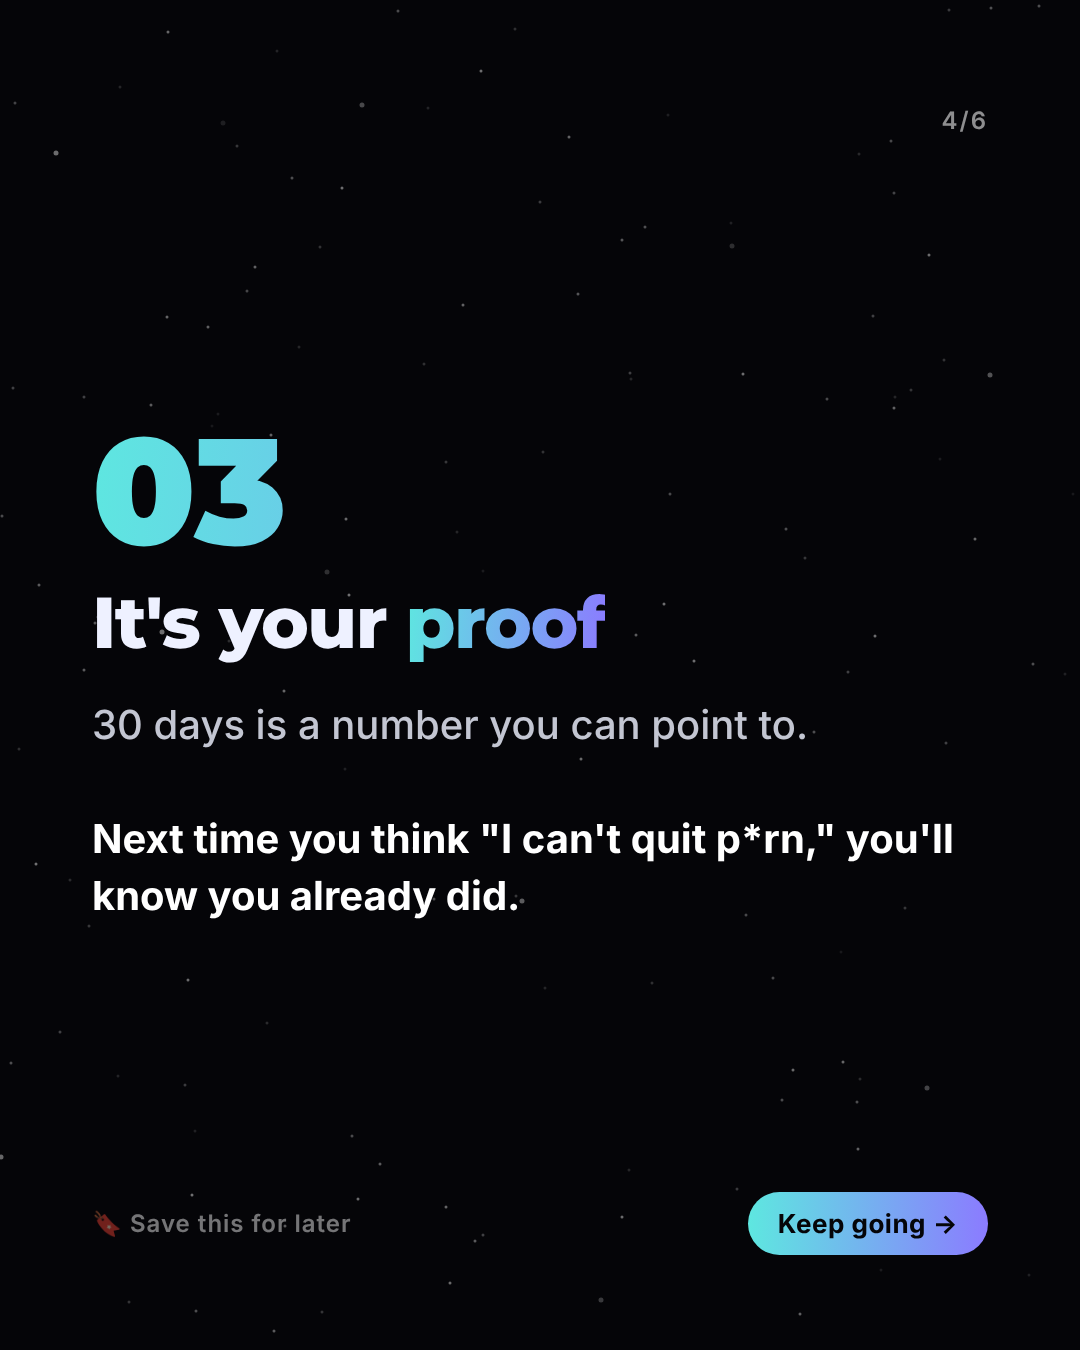 4/6
03
It's your proof
30 days is a number you can point to.
Next time you think "I can't quit p*rn," you'll
know you already did.
🔖 Save this for later
Keep going →